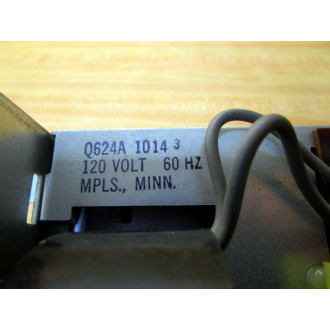 Q624A 1014 3
120 VOLT 60 HZ
MPLS., MINN.